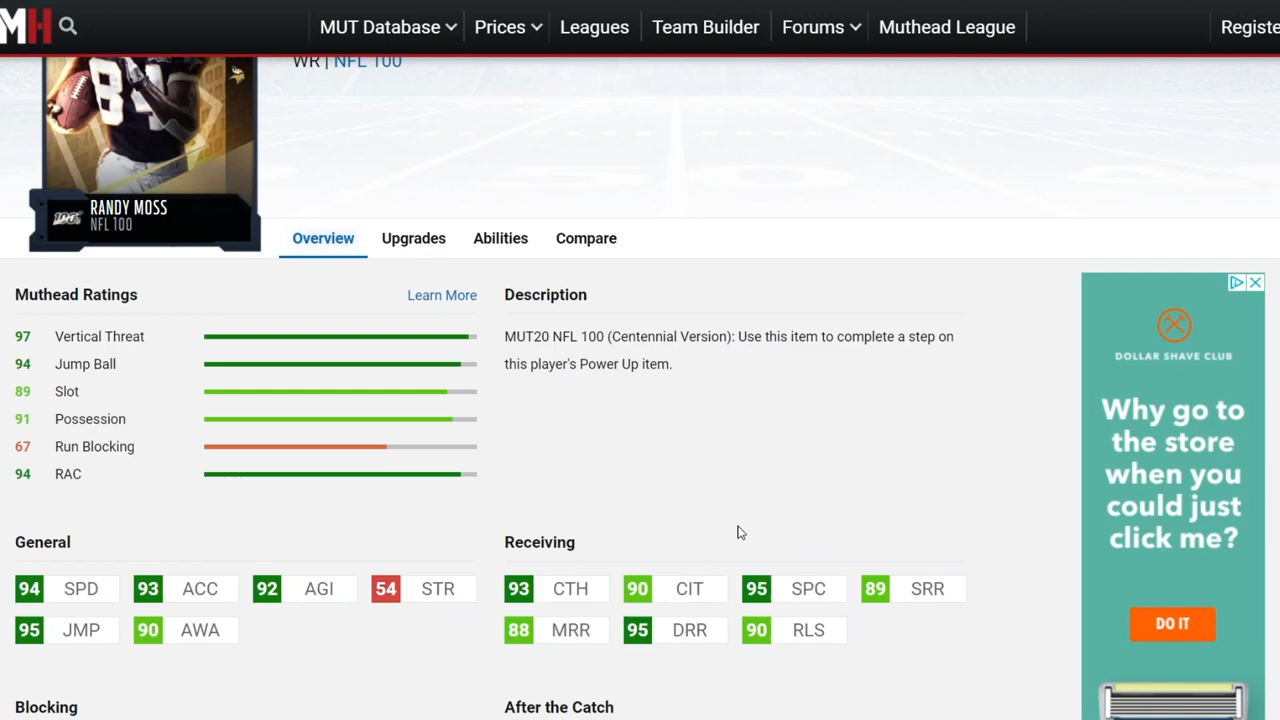 MH
MUT Database
Prices
Leagues
Team Builder
Forums
Muthead League
Registe
WR | NFL 100
84
RANDY MOSS
NFL 100
Overview
Upgrades
Abilities
Compare
Muthead Ratings
Learn More
97 Vertical Threat
94 Jump Ball
89 Slot
91 Possession
67 Run Blocking
94 RAC
Description
MUT20 NFL 100 (Centennial Version): Use this item to complete a step on
this player's Power Up item.
General
94 SPD 93 ACC 92 AGI 54 STR
95 JMP 90 AWA
Receiving
93 CTH 90 CIT 95 SPC 89 SRR
88 MRR 95 DRR 90 RLS
Blocking
After the Catch
DOLLAR SHAVE CLUB
Why go to
the store
when you
could just
click me?
DO IT